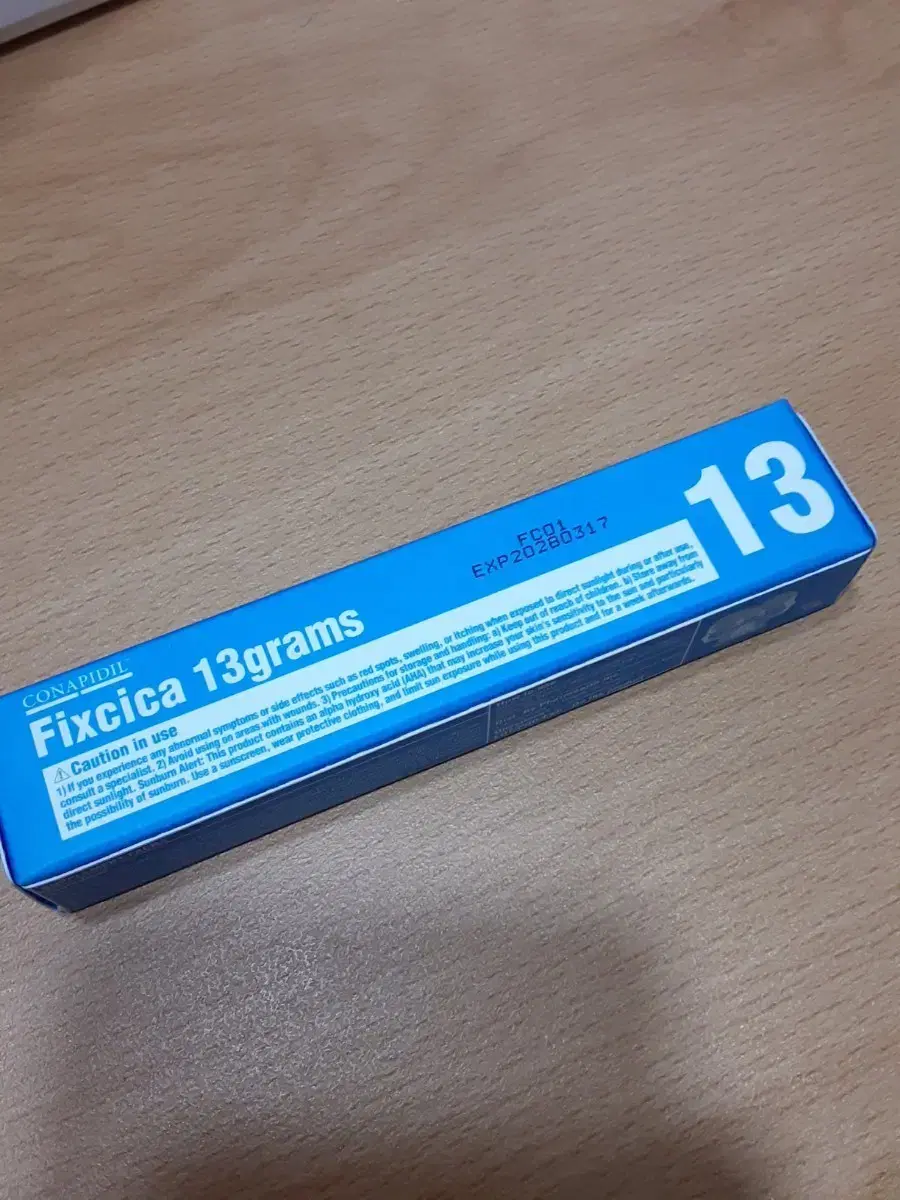 CONAPIDIL
Fixcica 13grams
FC01
EXP20280317
13
⚠ Caution in use
1) If you experience any abnormal symptoms or side effects such as red spots, swelling, or itching when exposed to direct sunlight during or after use,
consult a specialist. 2) Avoid using on areas with wounds. 3) Precautions for storage and handling: a) Keep out of reach of children. b) Store away from
direct sunlight. Sunburn Alert: This product contains an alpha hydroxy acid (AHA) that may increase your skin's sensitivity to the sun and particularly
the possibility of sunburn. Use a sunscreen, wear protective clothing, and limit sun exposure while using this product and for a week afterwards.